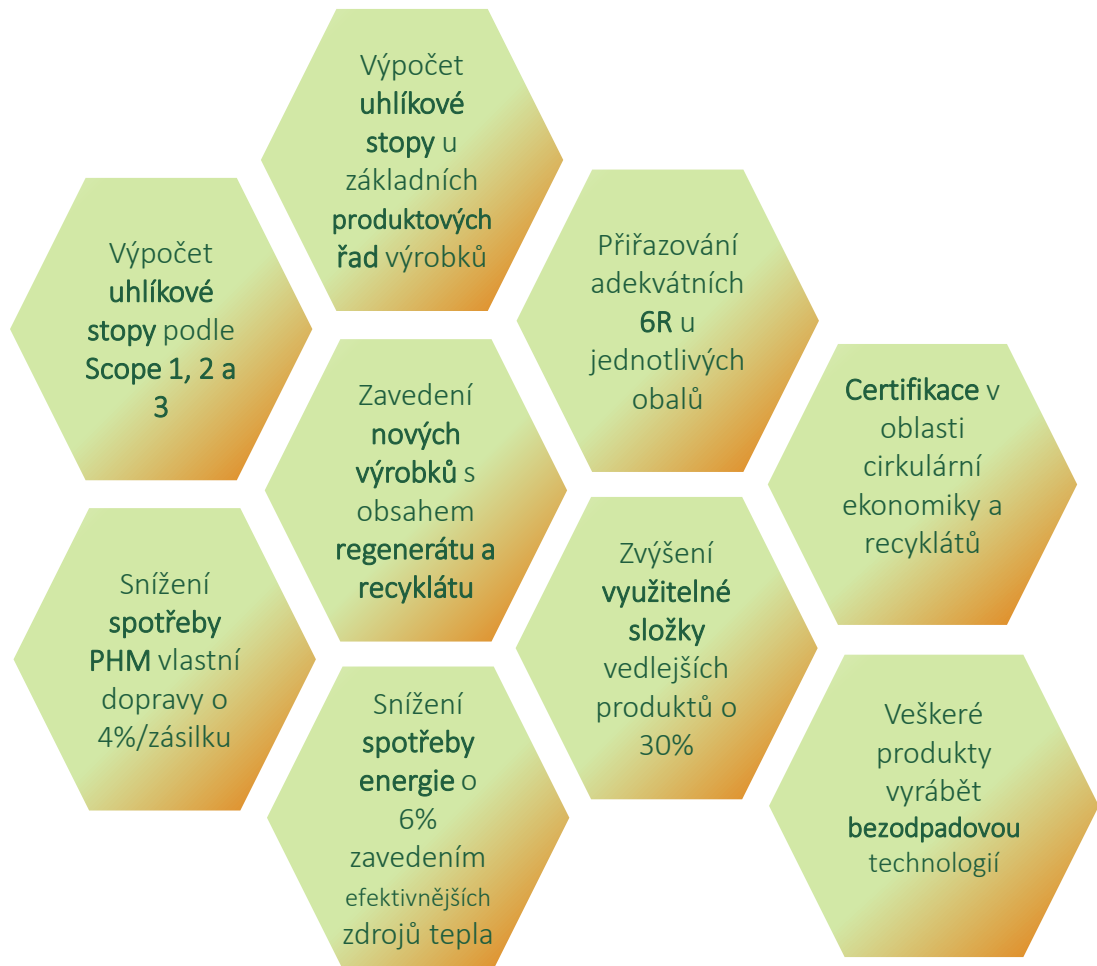 Výpočet
uhlíkové
stopy u
základních
produktových
řad výrobků
Výpočet
uhlíkové
stopy podle
Scope 1, 2 a
3
Přiřazování
adekvátních
6R u
jednotlivých
obalů
Zavedení
nových
výrobků s
obsahem
regenerátu a
recyklátu
Certifikace v
oblasti
cirkulární
ekonomiky a
recyklátů
Snížení
spotřeby
PHM vlastní
dopravy o
4%/zásilku
Zvýšení
využitelné
složky
vedlejších
produktů o
30%
Snížení
spotřeby
energie o
6%
zavedením
efektivnějších
zdrojů tepla
Veškeré
produkty
vyrábět
bezodpadovou
technologií